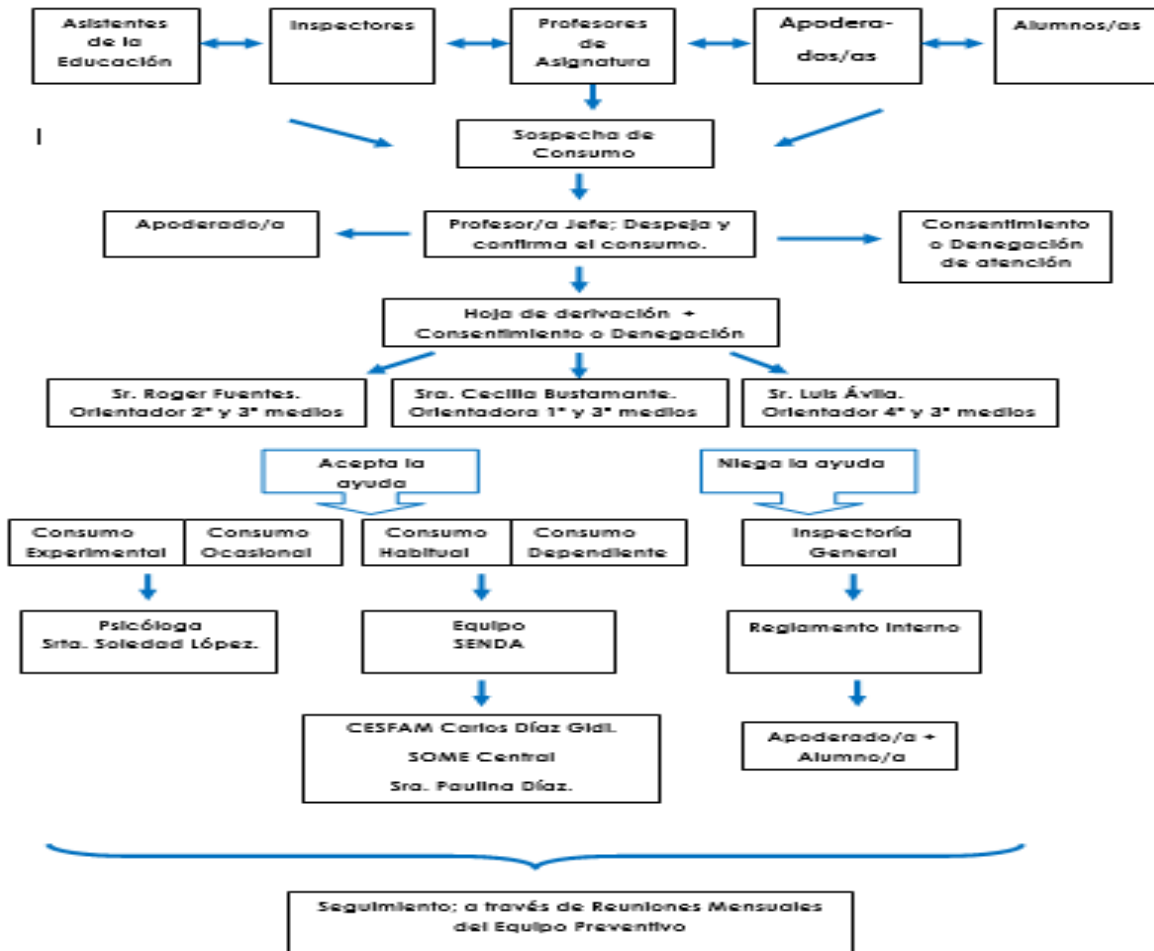 Asistentes
de la
Educación
Inspectores
Profesores
de
Asignatura
Apodera-
dos/as
Alumnos/as
Sospecha de
Consumo
Apoderado/a
Profesor/a Jefe; Despeja y
confirma el consumo.
Consentimiento
o Denegación
de atención
Hoja de derivación +
Consentimiento o Denegación
Sr. Roger Fuentes.
Orientador 2° y 3° medios
Sra. Cecilia Bustamante.
Orientadora 1° y 3° medios
Sr. Luis Ávila.
Orientador 4° y 3° medios
Acepta la
ayuda
Niega la ayuda
Consumo
Experimental
Consumo
Ocasional
Consumo
Habitual
Consumo
Dependiente
Inspectoría
General
Psicóloga
Srta. Soledad López.
Equipo
SENDA
Reglamento Interno
CESFAM Carlos Díaz Gidi.
SOME Central
Sra. Paulina Díaz.
Apoderado/a +
Alumno/a
Seguimiento; a través de Reuniones Mensuales
del Equipo Preventivo